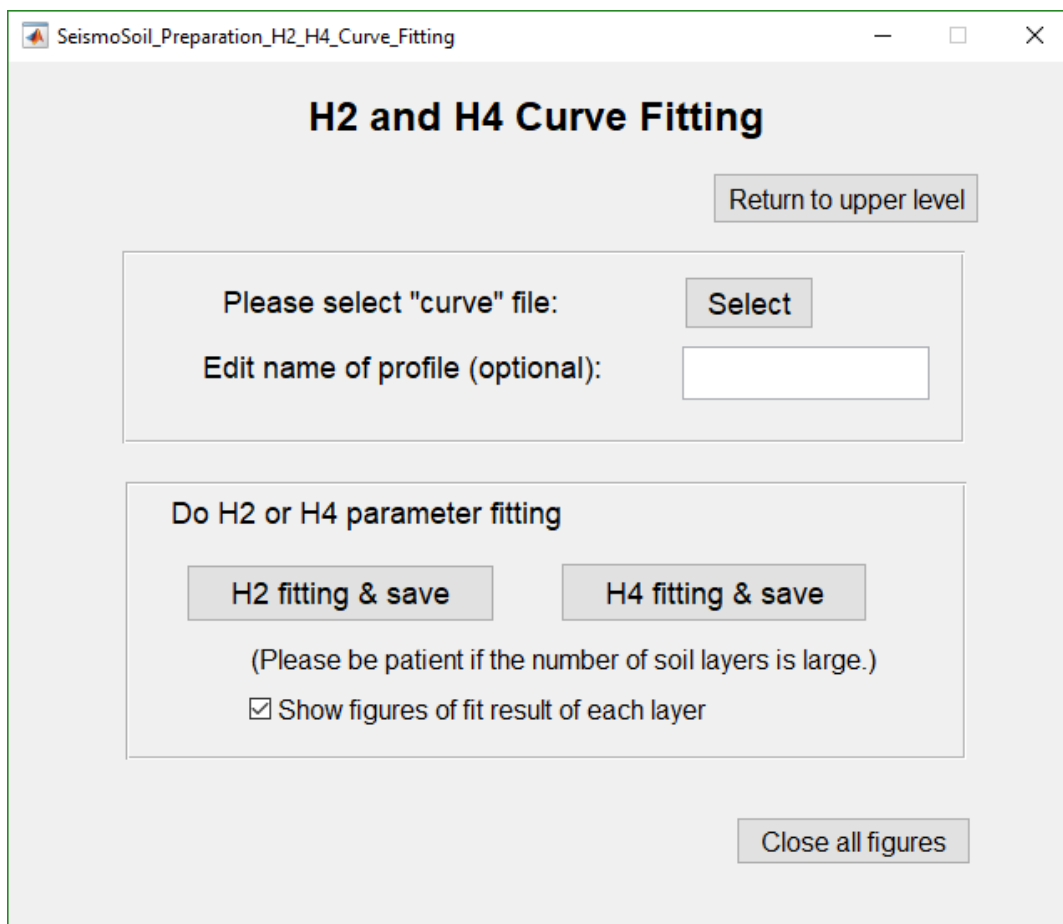 SeismoSoil_Preparation_H2_H4_Curve_Fitting
H2 and H4 Curve Fitting
Return to upper level
Please select "curve" file:
Select
Edit name of profile (optional):
Do H2 or H4 parameter fitting
H2 fitting & save
H4 fitting & save
(Please be patient if the number of soil layers is large.)
Show figures of fit result of each layer
Close all figures